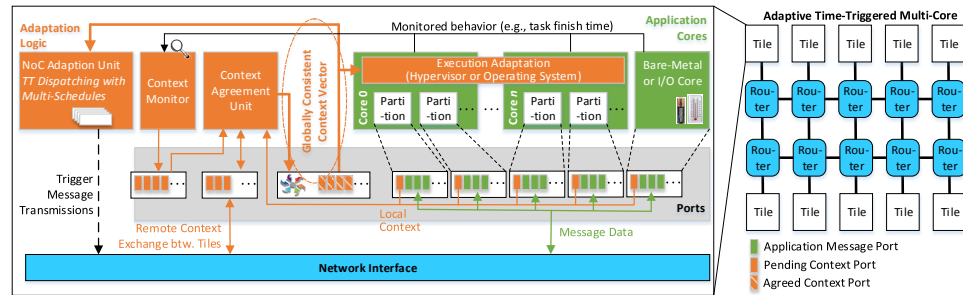 Adaptation
Logic
NoC Adaption Unit
TT Dispatching with
Multi-Schedules
Context
Monitor
Context
Agreement
Unit
Globally Consistent
Context Vector
Monitored behavior (e.g., task finish time)
Application
Cores
Execution Adaptation
(Hypervisor or Operating System)
Core 0
Parti
-tion
Parti
-tion
...
...
Core n
Parti
-tion
Parti
-tion
...
Bare-Metal
or I/O Core
Trigger
Message
Transmissions
...
...
...
...
...
...
...
...
Ports
Remote Context
Exchange btw. Tiles
Local
Context
Message Data
Network Interface
Adaptive Time-Triggered Multi-Core
Tile
Tile
Tile
Tile
Tile
Rou-
ter
Rou-
ter
Rou-
ter
Rou-
ter
Rou-
ter
Rou-
ter
Rou-
ter
Rou-
ter
Rou-
ter
Rou-
ter
Tile
Tile
Tile
Tile
Tile
Application Message Port
Pending Context Port
Agreed Context Port